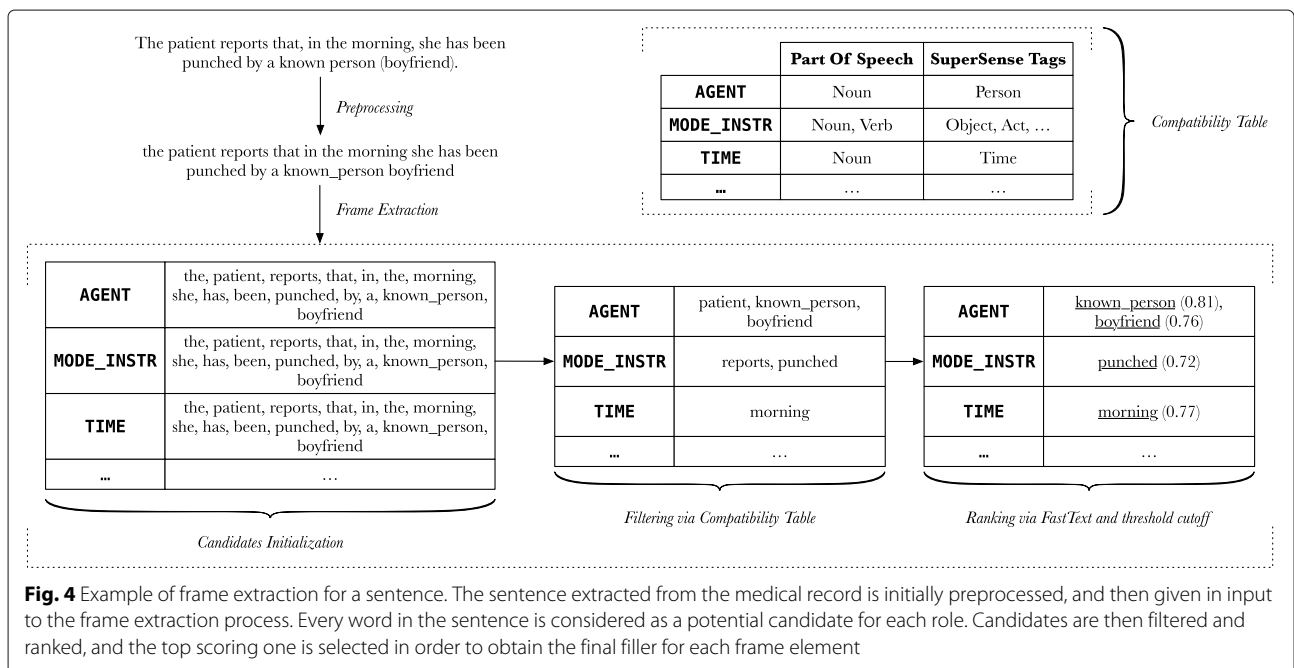 The patient reports that, in the morning, she has been
punched by a known person (boyfriend).
Preprocessing
the patient reports that in the morning she has been
punched by a known_person boyfriend
Frame Extraction
Part Of Speech SuperSense Tags
AGENT Noun Person
MODE_INSTR Noun, Verb Object, Act, …
TIME Noun Time
… … …
Compatibility Table
AGENT
the, patient, reports, that, in, the, morning,
she, has, been, punched, by, a, known_person,
boyfriend
MODE_INSTR
the, patient, reports, that, in, the, morning,
she, has, been, punched, by, a, known_person,
boyfriend
TIME
the, patient, reports, that, in, the, morning,
she, has, been, punched, by, a, known_person,
boyfriend
… …
Candidates Initialization
AGENT
patient, known_person,
boyfriend
MODE_INSTR reports, punched
TIME morning
… …
Filtering via Compatibility Table
AGENT
known_person (0.81),
boyfriend (0.76)
MODE_INSTR punched (0.72)
TIME morning (0.77)
… …
Ranking via FastText and threshold cutoff
Fig. 4 Example of frame extraction for a sentence. The sentence extracted from the medical record is initially preprocessed, and then given in input
to the frame extraction process. Every word in the sentence is considered as a potential candidate for each role. Candidates are then filtered and
ranked, and the top scoring one is selected in order to obtain the final filler for each frame element